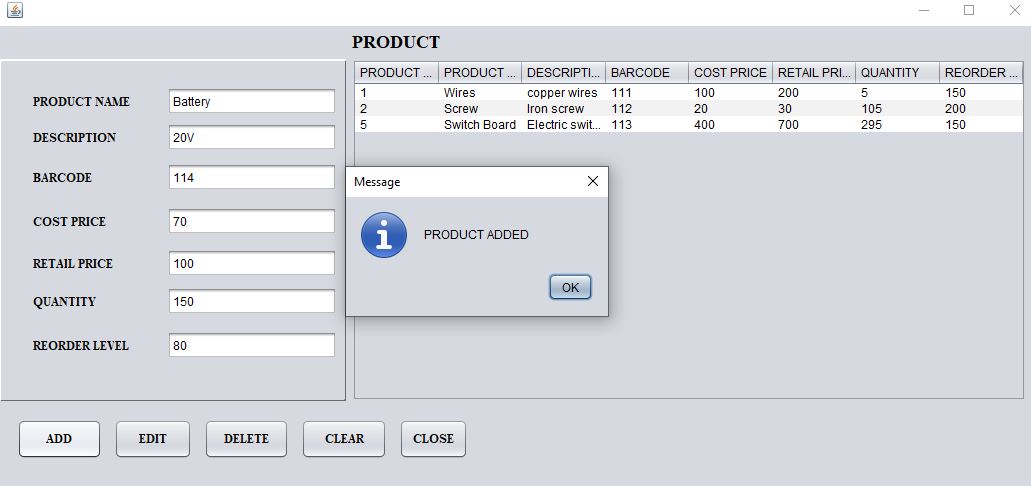 PRODUCT
PRODUCT NAME Battery
DESCRIPTION 20V
BARCODE 114
COST PRICE 70
RETAIL PRICE 100
QUANTITY 150
REORDER LEVEL 80
PRODUCT ... PRODUCT ... DESCRIPTI... BARCODE COST PRICE RETAIL PRI... QUANTITY REORDER ...
1 Wires copper wires 111 100 200 5 150
2 Screw Iron screw 112 20 30 105 200
5 Switch Board Electric swit... 113 400 700 295 150
Message
PRODUCT ADDED
OK
ADD EDIT DELETE CLEAR CLOSE